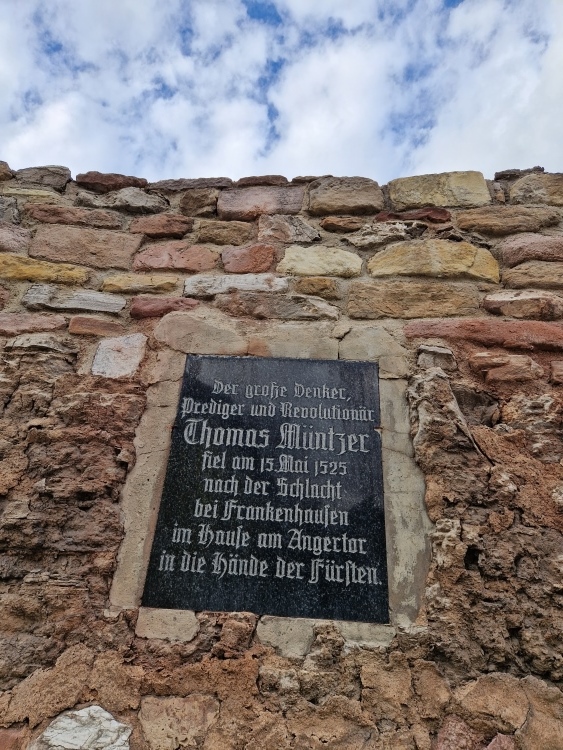 Der große Denker,
Prediger und Revolutionär
Thomas Müntzer
fiel am 15 Mai 1525
nach der Schlacht
bei Frankenhausen
im Hause am Angertor
in die Hände der Fürsten.